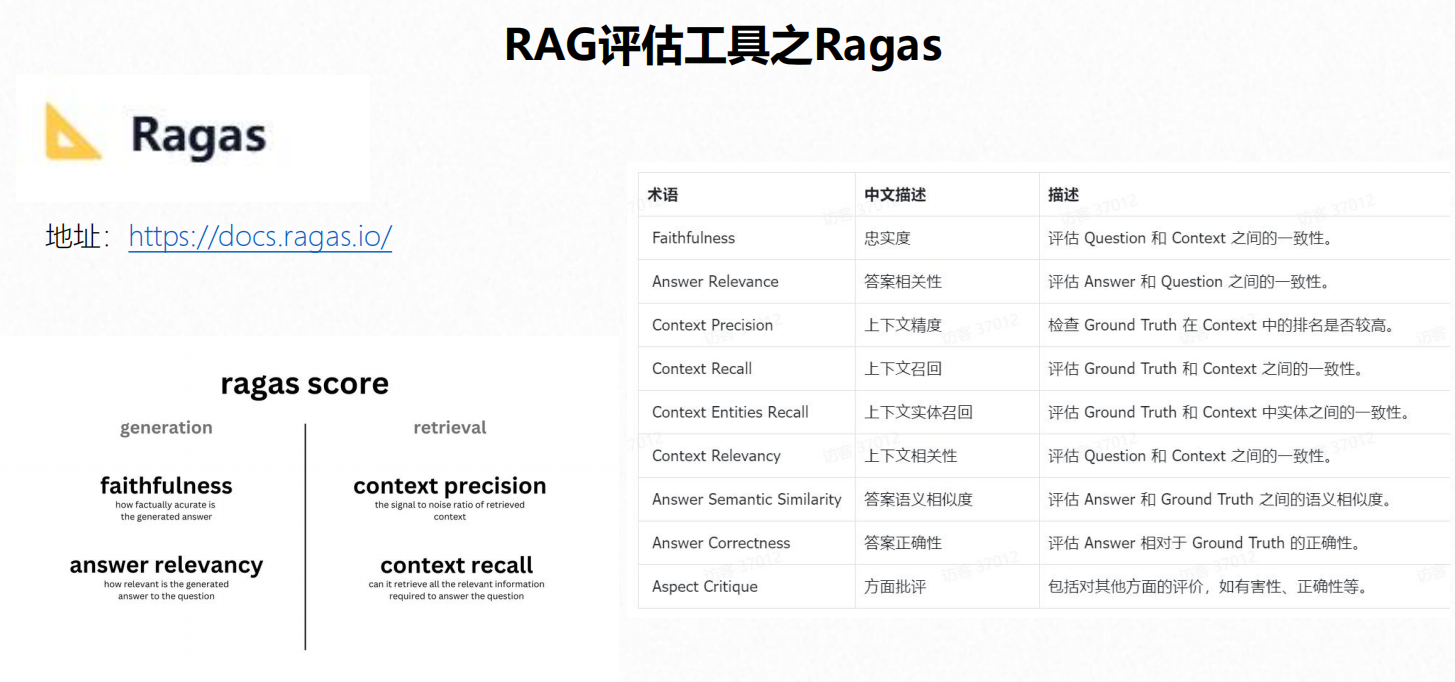 RAG评估工具之Ragas
Ragas
地址：https://docs.ragas.io/
ragas score
generation
retrieval
faithfulness
how factually acurate is
the generated answer
context precision
the signal to noise ratio of retrieved
context
answer relevancy
how relevant is the generated
answer to the question
context recall
can it retrieve all the relevant information
required to answer the question
术语 中文描述 描述
Faithfulness 忠实度 评估 Question 和 Context 之间的一致性。
Answer Relevance 答案相关性 评估 Answer 和 Question 之间的一致性。
Context Precision 上下文精度 检查 Ground Truth 在 Context 中的排名是否较高。
Context Recall 上下文召回 评估 Ground Truth 和 Context 之间的一致性。
Context Entities Recall 上下文实体召回 评估 Ground Truth 和 Context 中实体之间的一致性。
Context Relevancy 上下文相关性 评估 Question 和 Context 之间的一致性。
Answer Semantic Similarity 答案语义相似度 评估 Answer 和 Ground Truth 之间的语义相似度。
Answer Correctness 答案正确性 评估 Answer 相对于 Ground Truth 的正确性。
Aspect Critique 方面批评 包括对其他方面的评价，如有害性、正确性等。
访客 37012